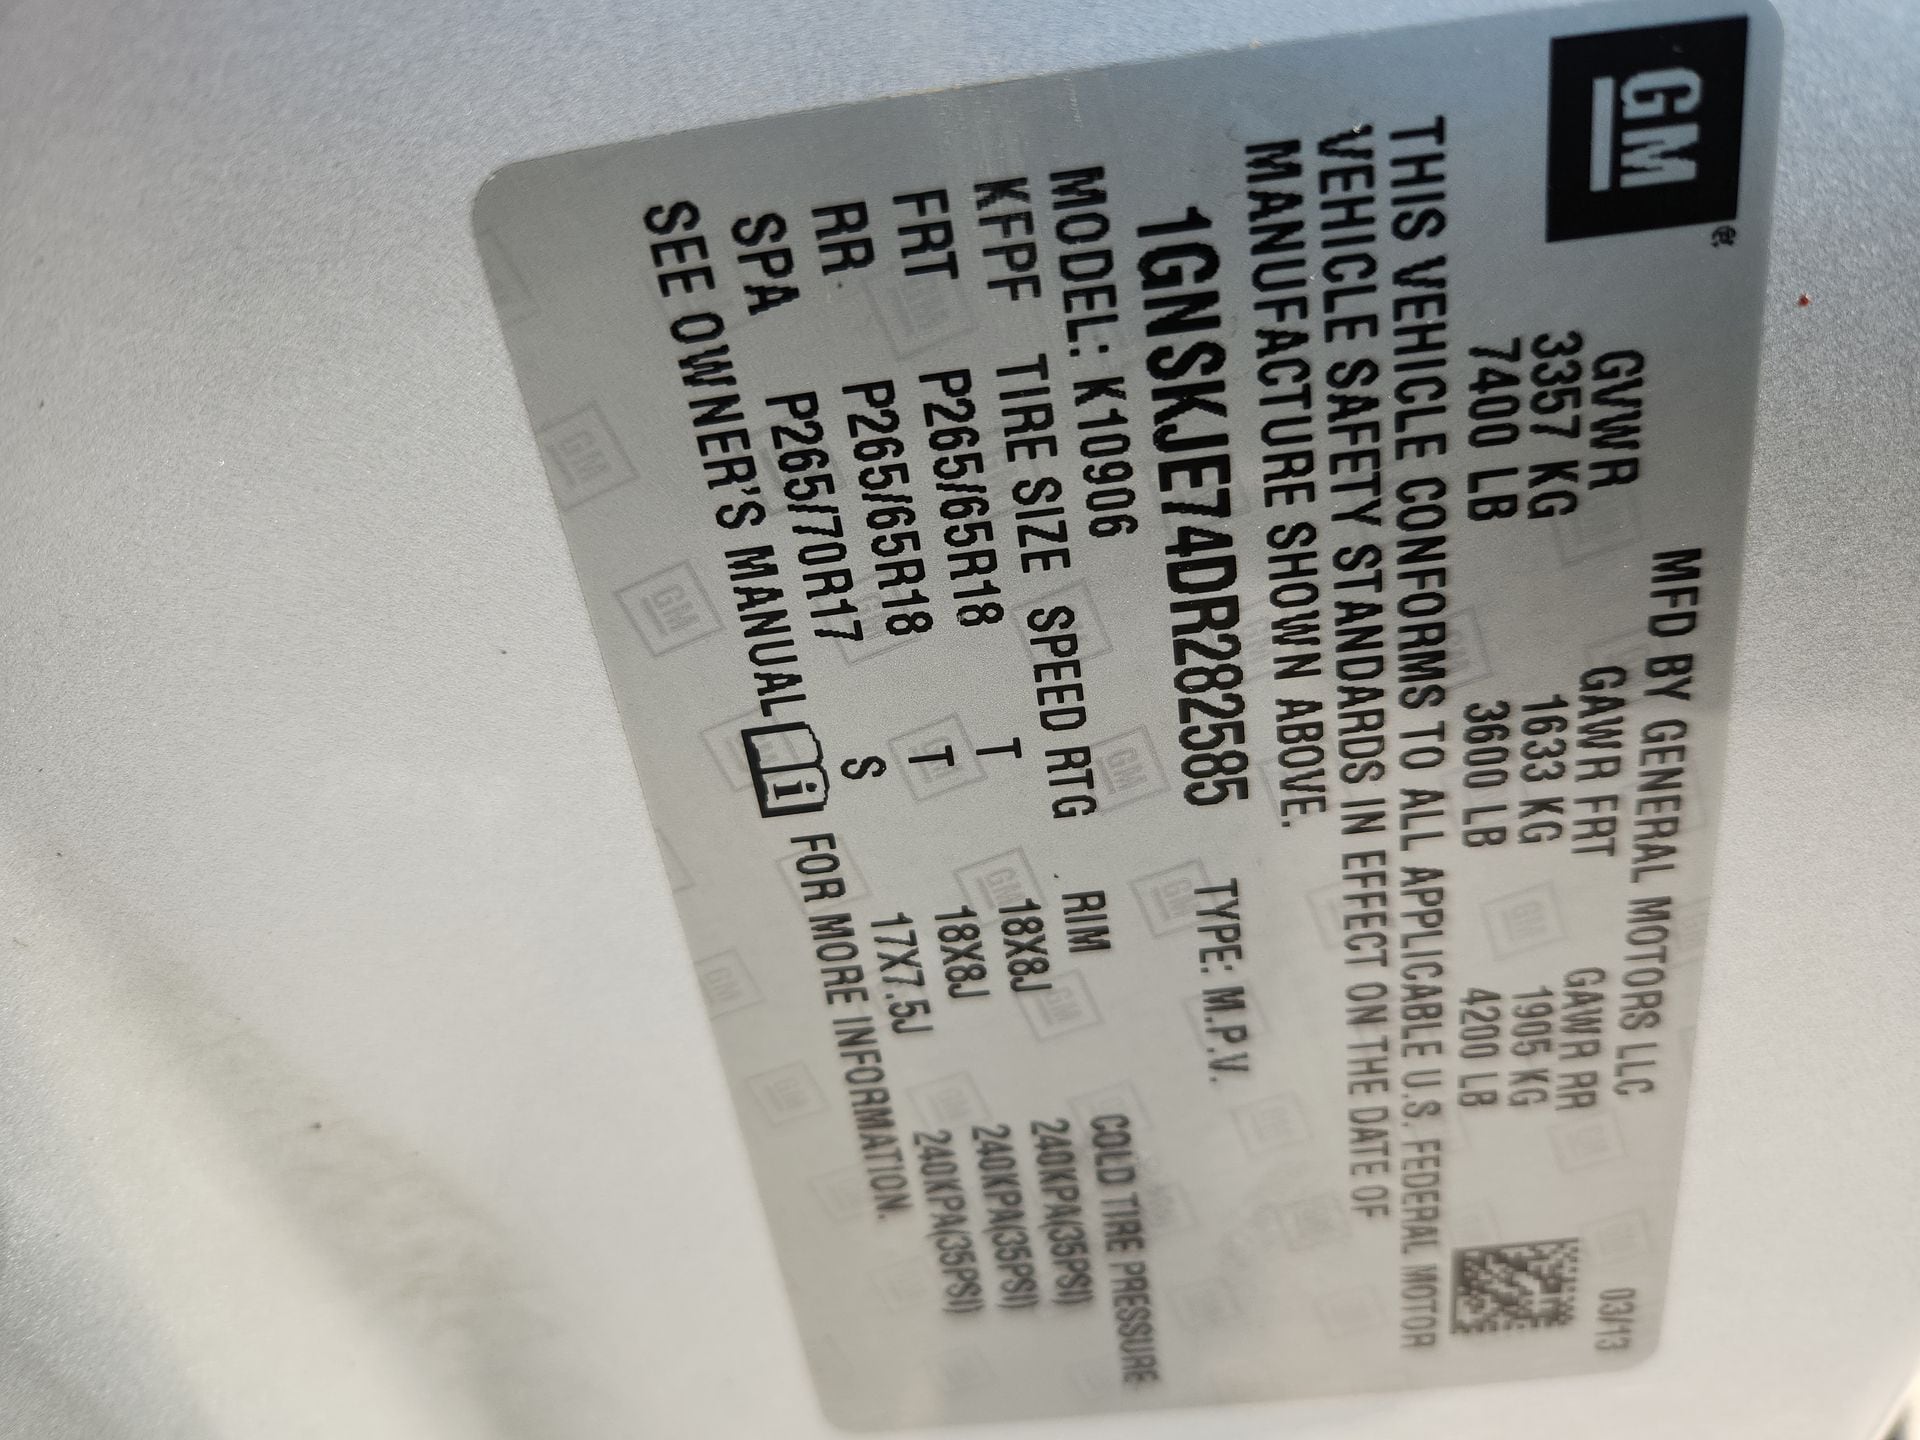 GM
MFD BY GENERAL MOTORS LLC 03/13
GVWR GAWR FRT GAWR RR
3357 KG 1633 KG 1905 KG
7400 LB 3600 LB 4200 LB
THIS VEHICLE CONFORMS TO ALL APPLICABLE U.S. FEDERAL MOTOR
VEHICLE SAFETY STANDARDS IN EFFECT ON THE DATE OF
MANUFACTURE SHOWN ABOVE.
1GNSKJE74DR282585 TYPE: M.P.V.
MODEL: K10906
KFPF TIRE SIZE SPEED RTG RIM COLD TIRE PRESSURE
FRT P265/65R18 T 18X8J 240KPA(35PSI)
RR P265/65R18 T 18X8J 240KPA(35PSI)
SPA P265/70R17 S 17X7.5J 240KPA(35PSI)
SEE OWNER'S MANUAL i FOR MORE INFORMATION.